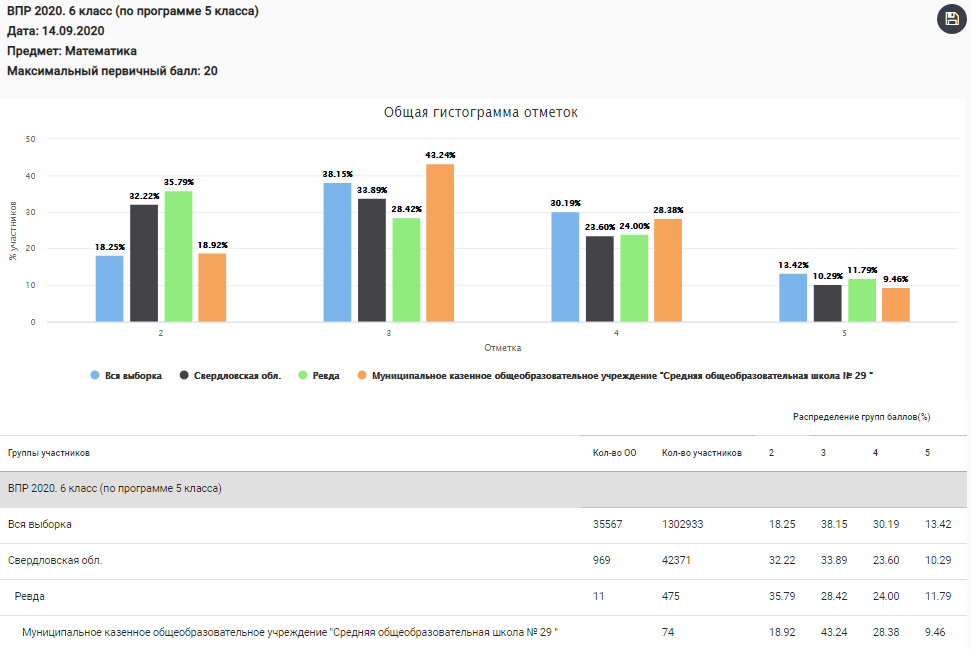 ВПР 2020. 6 класс (по программе 5 класса)
Дата: 14.09.2020
Предмет: Математика
Максимальный первичный балл: 20
Общая гистограмма отметок
50
40
30
20
10
0
% участников
18.25% 32.22% 35.79% 18.92%
38.15% 33.89% 28.42% 43.24%
30.19% 23.60% 24.00% 28.38%
13.42% 10.29% 11.79% 9.46%
2 3 4 5
Отметка
Вся выборка Свердловская обл. Ревда Муниципальное казенное общеобразовательное учреждение "Средняя общеобразовательная школа № 29 "
Распределение групп баллов(%)
Группы участников Кол-во ОО Кол-во участников 2 3 4 5
ВПР 2020. 6 класс (по программе 5 класса)
Вся выборка 35567 1302933 18.25 38.15 30.19 13.42
Свердловская обл. 969 42371 32.22 33.89 23.60 10.29
Ревда 11 475 35.79 28.42 24.00 11.79
Муниципальное казенное общеобразовательное учреждение "Средняя общеобразовательная школа № 29 " 74 18.92 43.24 28.38 9.46